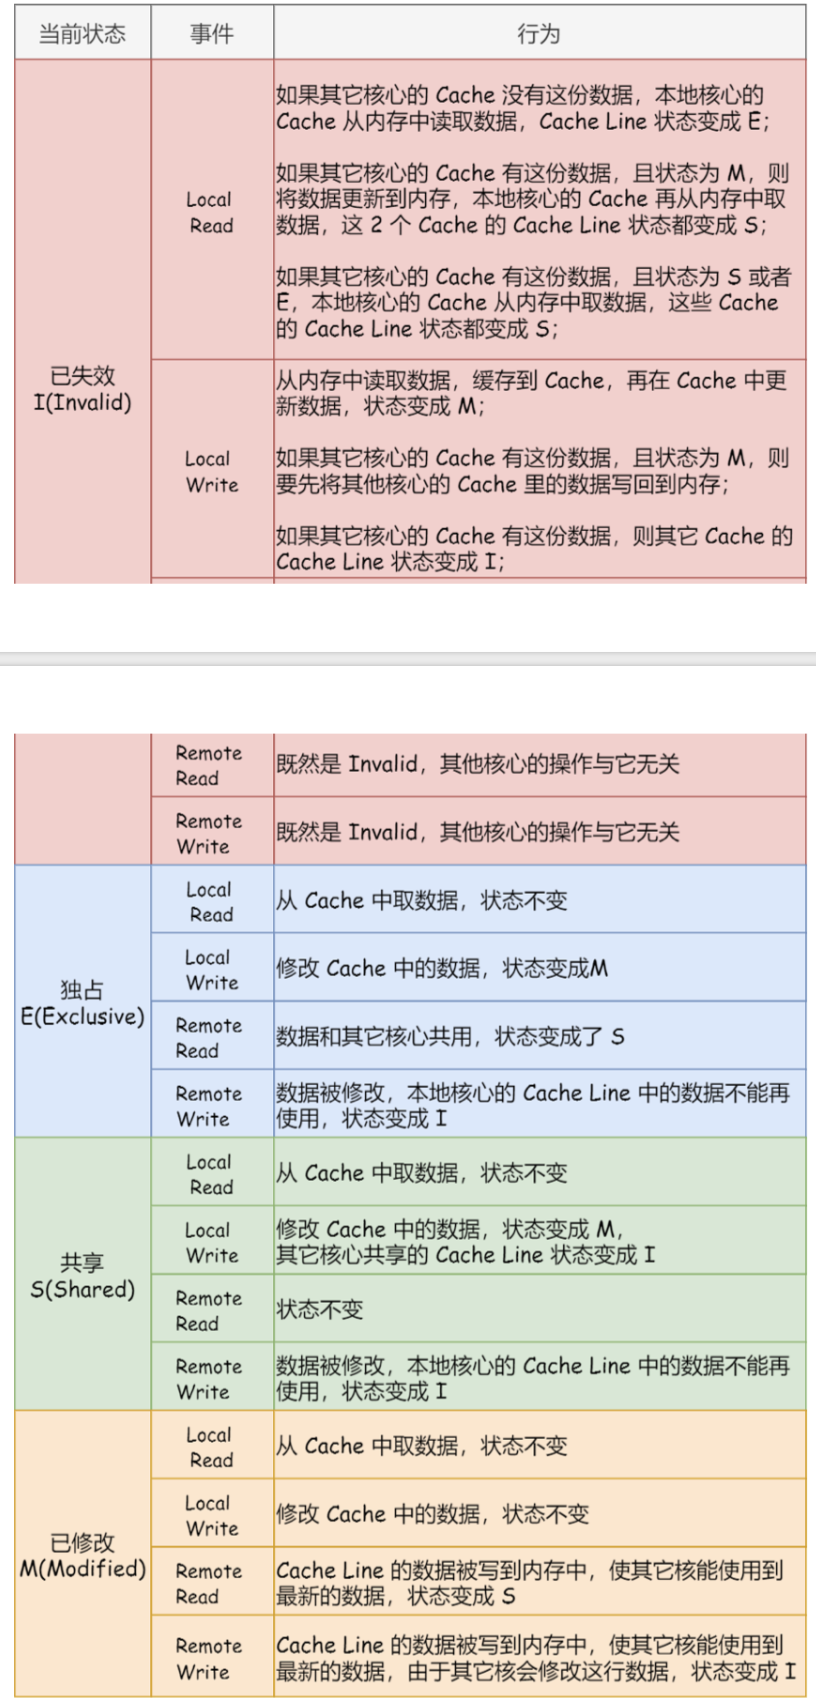 当前状态
事件
行为
已失效
I(Invalid)
Local
Read
如果其它核心的 Cache 没有这份数据，本地核心的
Cache 从内存中读取数据，Cache Line 状态变成 E；
如果其它核心的 Cache 有这份数据，且状态为 M，则
将数据更新到内存，本地核心的 Cache 再从内存中取
数据，这 2 个 Cache 的 Cache Line 状态都变成 S；
如果其它核心的 Cache 有这份数据，且状态为 S 或者
E，本地核心的 Cache 从内存中取数据，这些 Cache
的 Cache Line 状态都变成 S；
Local
Write
从内存中读取数据，缓存到 Cache，再在 Cache 中更
新数据，状态变成 M；
如果其它核心的 Cache 有这份数据，且状态为 M，则
要先将其他核心的 Cache 里的数据写回到内存；
如果其它核心的 Cache 有这份数据，则其它 Cache 的
Cache Line 状态变成 I；
Remote
Read
既然是 Invalid，其他核心的操作与它无关
Remote
Write
既然是 Invalid，其他核心的操作与它无关
独占
E(Exclusive)
Local
Read
从 Cache 中取数据，状态不变
Local
Write
修改 Cache 中的数据，状态变成M
Remote
Read
数据和其它核心共用，状态变成了 S
Remote
Write
数据被修改，本地核心的 Cache Line 中的数据不能再
使用，状态变成 I
共享
S(Shared)
Local
Read
从 Cache 中取数据，状态不变
Local
Write
修改 Cache 中的数据，状态变成 M，
其它核心共享的 Cache Line 状态变成 I
Remote
Read
状态不变
Remote
Write
数据被修改，本地核心的 Cache Line 中的数据不能再
使用，状态变成 I
已修改
M(Modified)
Local
Read
从 Cache 中取数据，状态不变
Local
Write
修改 Cache 中的数据，状态不变
Remote
Read
Cache Line 的数据被写到内存中，使其它核能使用到
最新的数据，状态变成 S
Remote
Write
Cache Line 的数据被写到内存中，使其它核能使用到
最新的数据，由于其它核会修改这行数据，状态变成 I